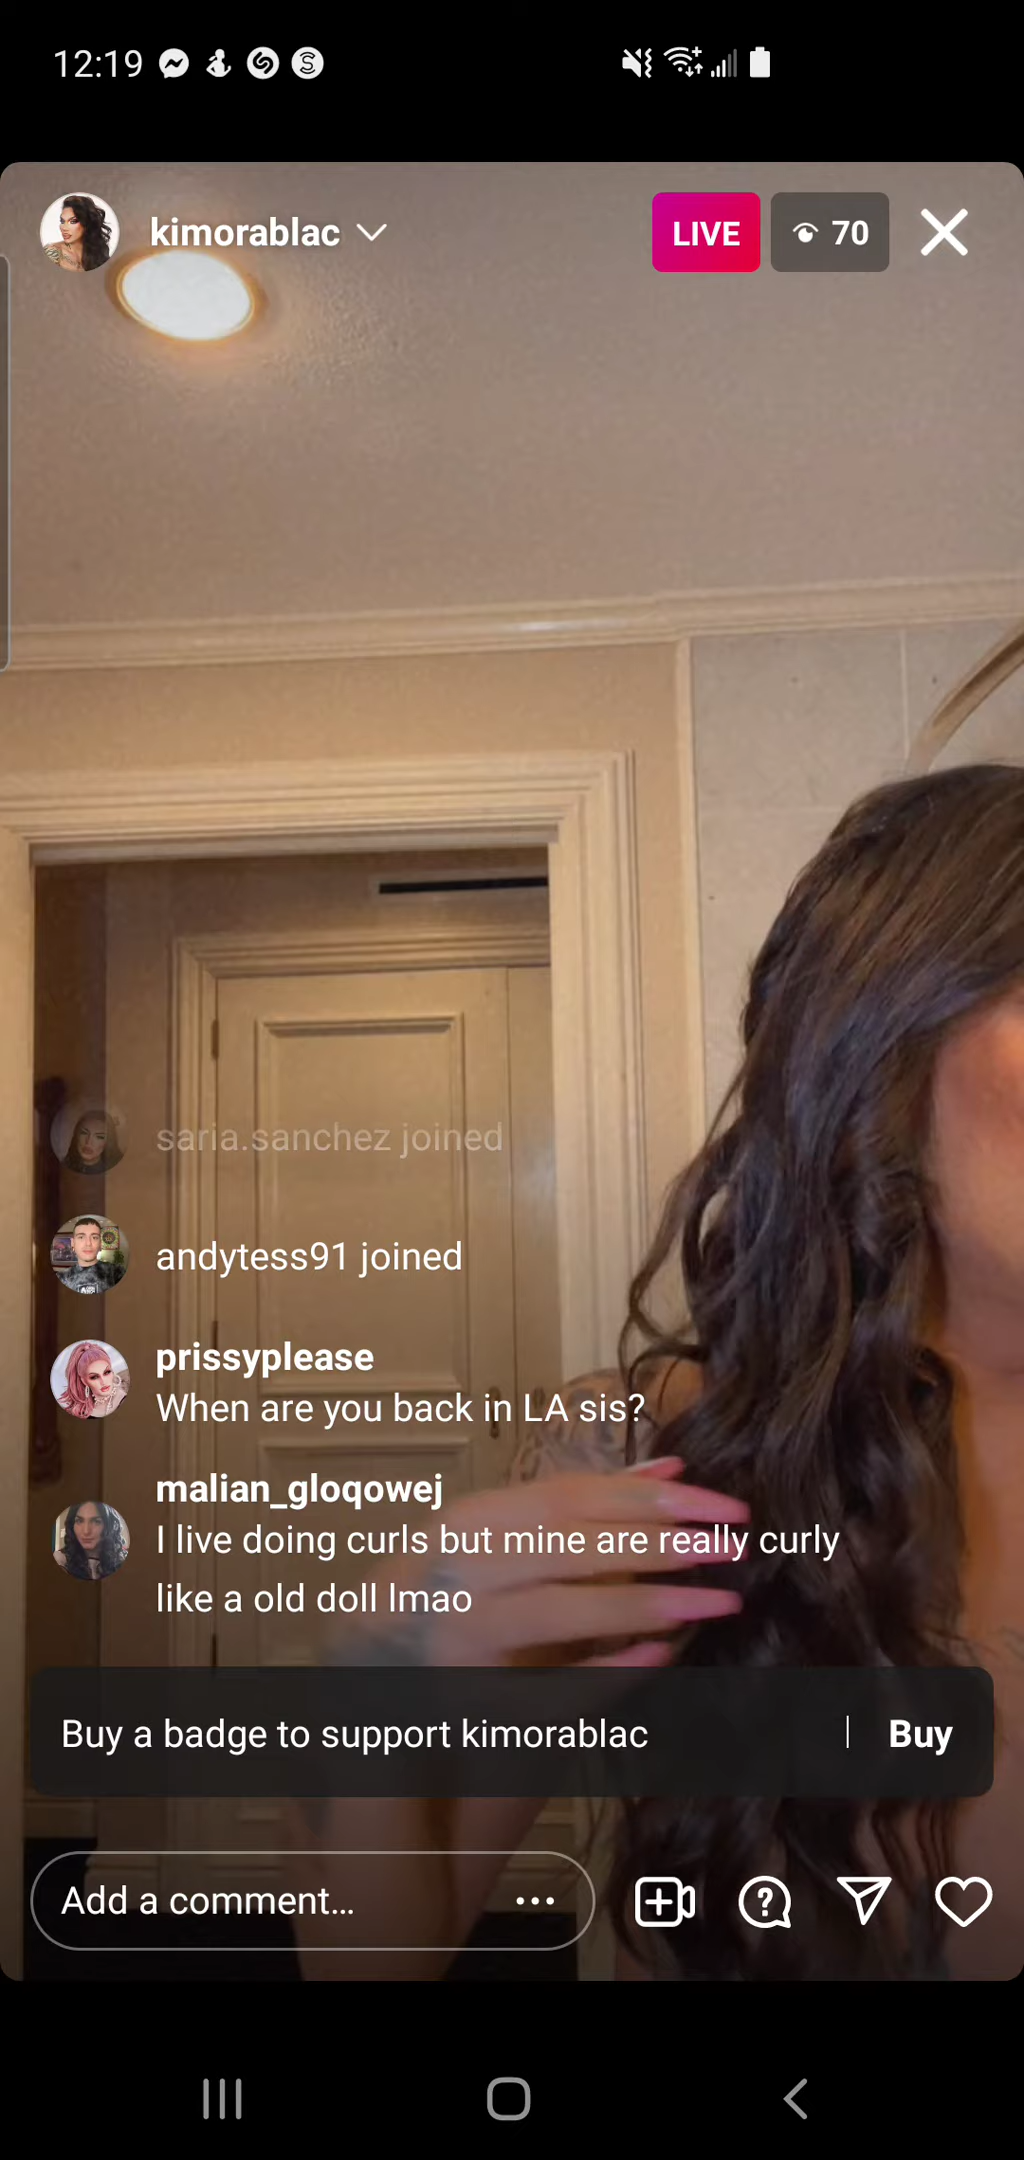 12:19
kimorablac
LIVE
70
saria.sanchez joined
andytess91 joined
prissyplease
When are you back in LA sis?
malian_gloqowej
I live doing curls but mine are really curly
like a old doll lmao
Buy a badge to support kimorablac | Buy
Add a comment...